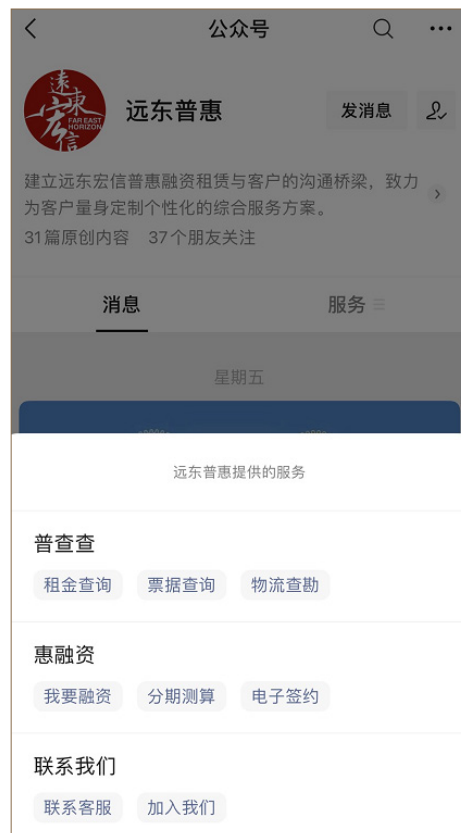 公众号
遠東宏信
FAR EAST
HORIZON
远东普惠
发消息
建立远东宏信普惠融资租赁与客户的沟通桥梁，致力
为客户量身定制个性化的综合服务方案。
31篇原创内容 37个朋友关注
消息 服务
星期五
远东普惠提供的服务
普查查
租金查询 票据查询 物流查勘
惠融资
我要融资 分期测算 电子签约
联系我们
联系客服 加入我们